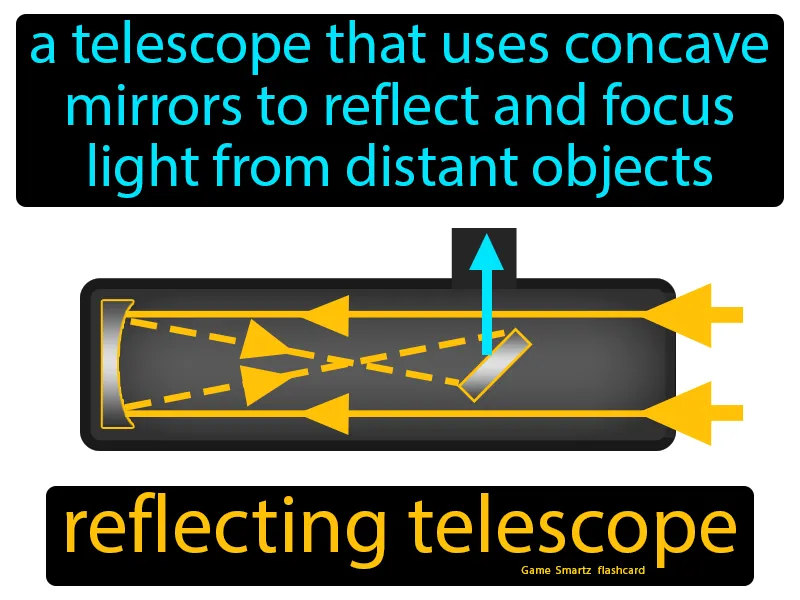 a telescope that uses concave
mirrors to reflect and focus
light from distant objects
reflecting telescope
Game Smartz flashcard